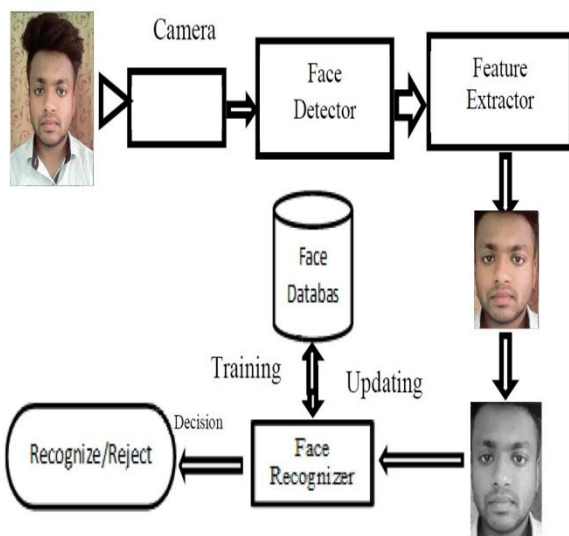 Camera
Face
Detector
Feature
Extractor
Face
Databas
Training
Updating
Decision
Recognize/Reject
Face
Recognizer